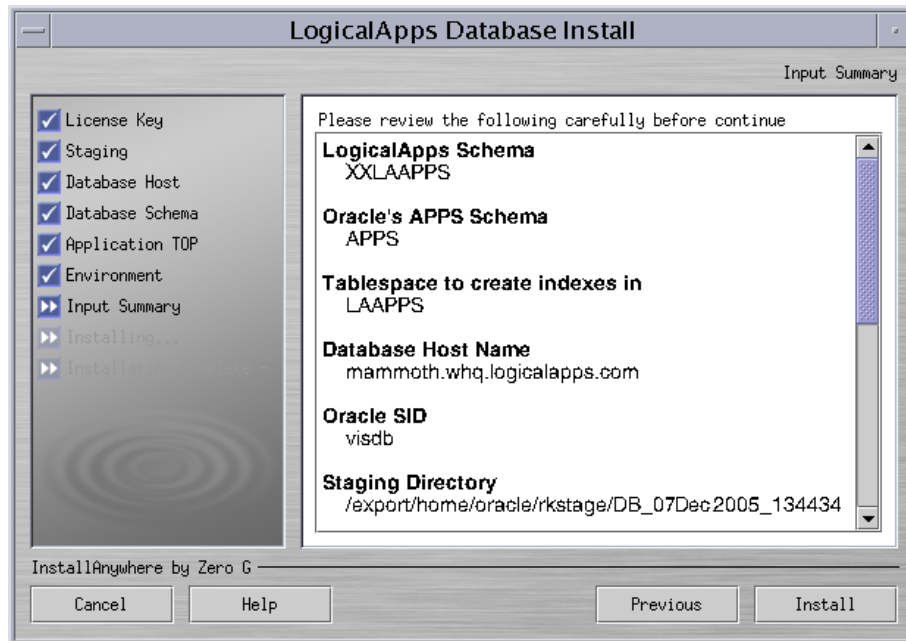 LogicalApps Database Install
Input Summary
License Key
Staging
Database Host
Database Schema
Application TOP
Environment
Input Summary
Installing...
Please review the following carefully before continue
LogicalApps Schema
XXLAAPPS
Oracle's APPS Schema
APPS
Tablespace to create indexes in
LAAPPS
Database Host Name
mammoth.whq.logicalapps.com
Oracle SID
visdb
Staging Directory
/export/home/oracle/rkstage/DB_07Dec2005_134434
InstallAnywhere by Zero G
Cancel
Help
Previous
Install